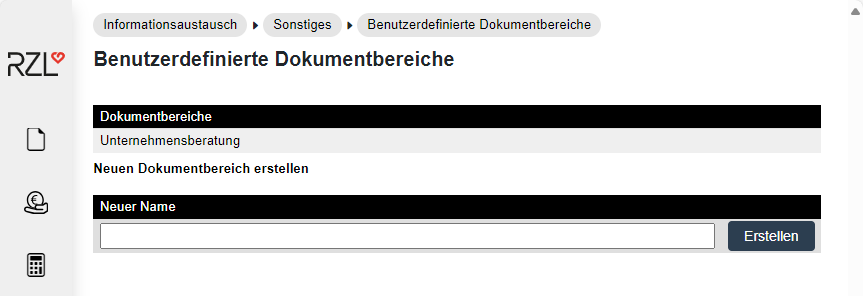 Informationsaustausch Sonstiges Benutzerdefinierte Dokumentbereiche
RZL
Benutzerdefinierte Dokumentbereiche
Dokumentbereiche
Unternehmensberatung
Neuen Dokumentbereich erstellen
Neuer Name
Erstellen